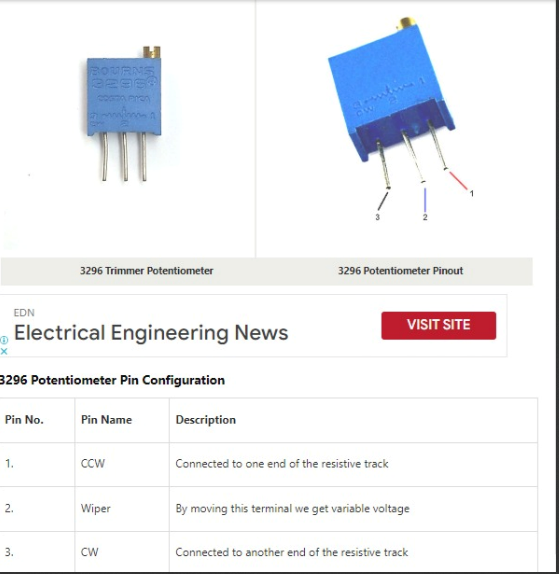 BOURNS
3296
3
2
1
3296 Trimmer Potentiometer
3296 Potentiometer Pinout
EDN
Electrical Engineering News
VISIT SITE
3296 Potentiometer Pin Configuration
Pin No. Pin Name Description
1. CCW Connected to one end of the resistive track
2. Wiper By moving this terminal we get variable voltage
3. CW Connected to another end of the resistive track